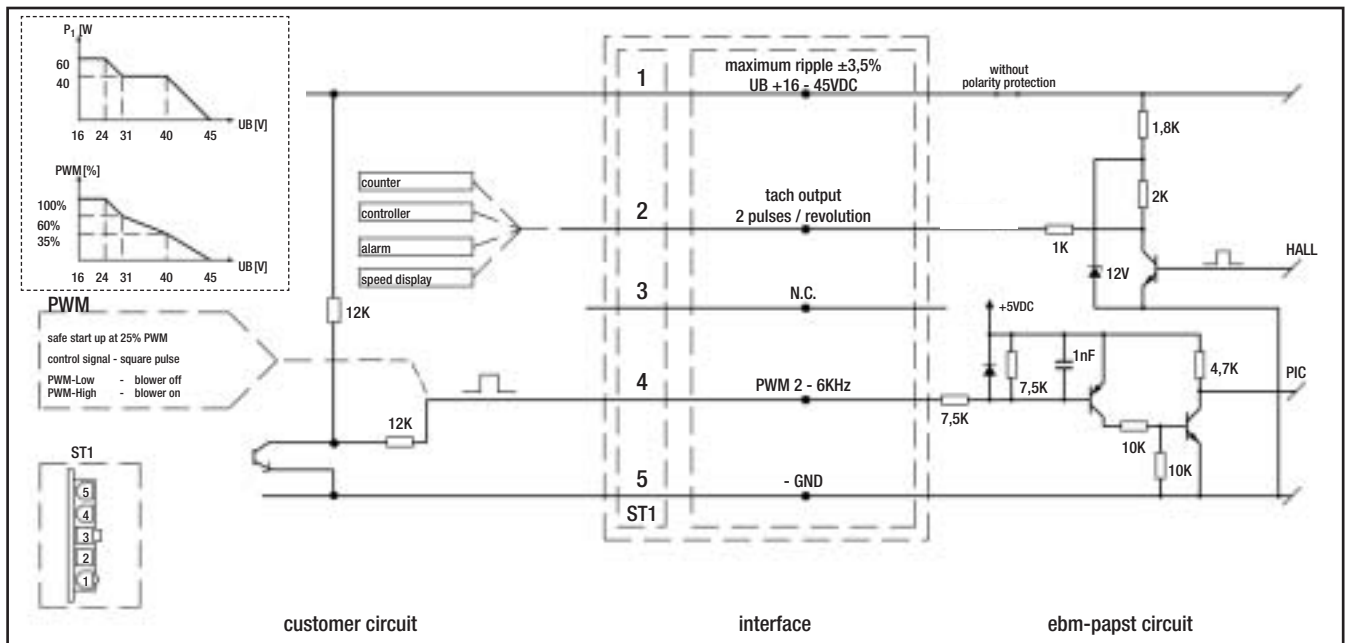 P1 [W
60
40
16 24 31 40 45
UB [V]
PWM [%]
100%
60%
35%
16 24 31 40 45
UB [V]
PWM
safe start up at 25% PWM
control signal - square pulse
PWM-Low - blower off
PWM-High - blower on
ST1
5
4
3
2
1
counter
controller
alarm
speed display
12K
12K
1
maximum ripple ±3,5%
UB +16 - 45VDC
2
tach output
2 pulses / revolution
3
N.C.
4
PWM 2 - 6KHz
5
- GND
ST1
without
polarity protection
1,8K
2K
1K
12V
HALL
+5VDC
1nF
7,5K
7,5K
4,7K
PIC
10K
10K
customer circuit
interface
ebm-papst circuit